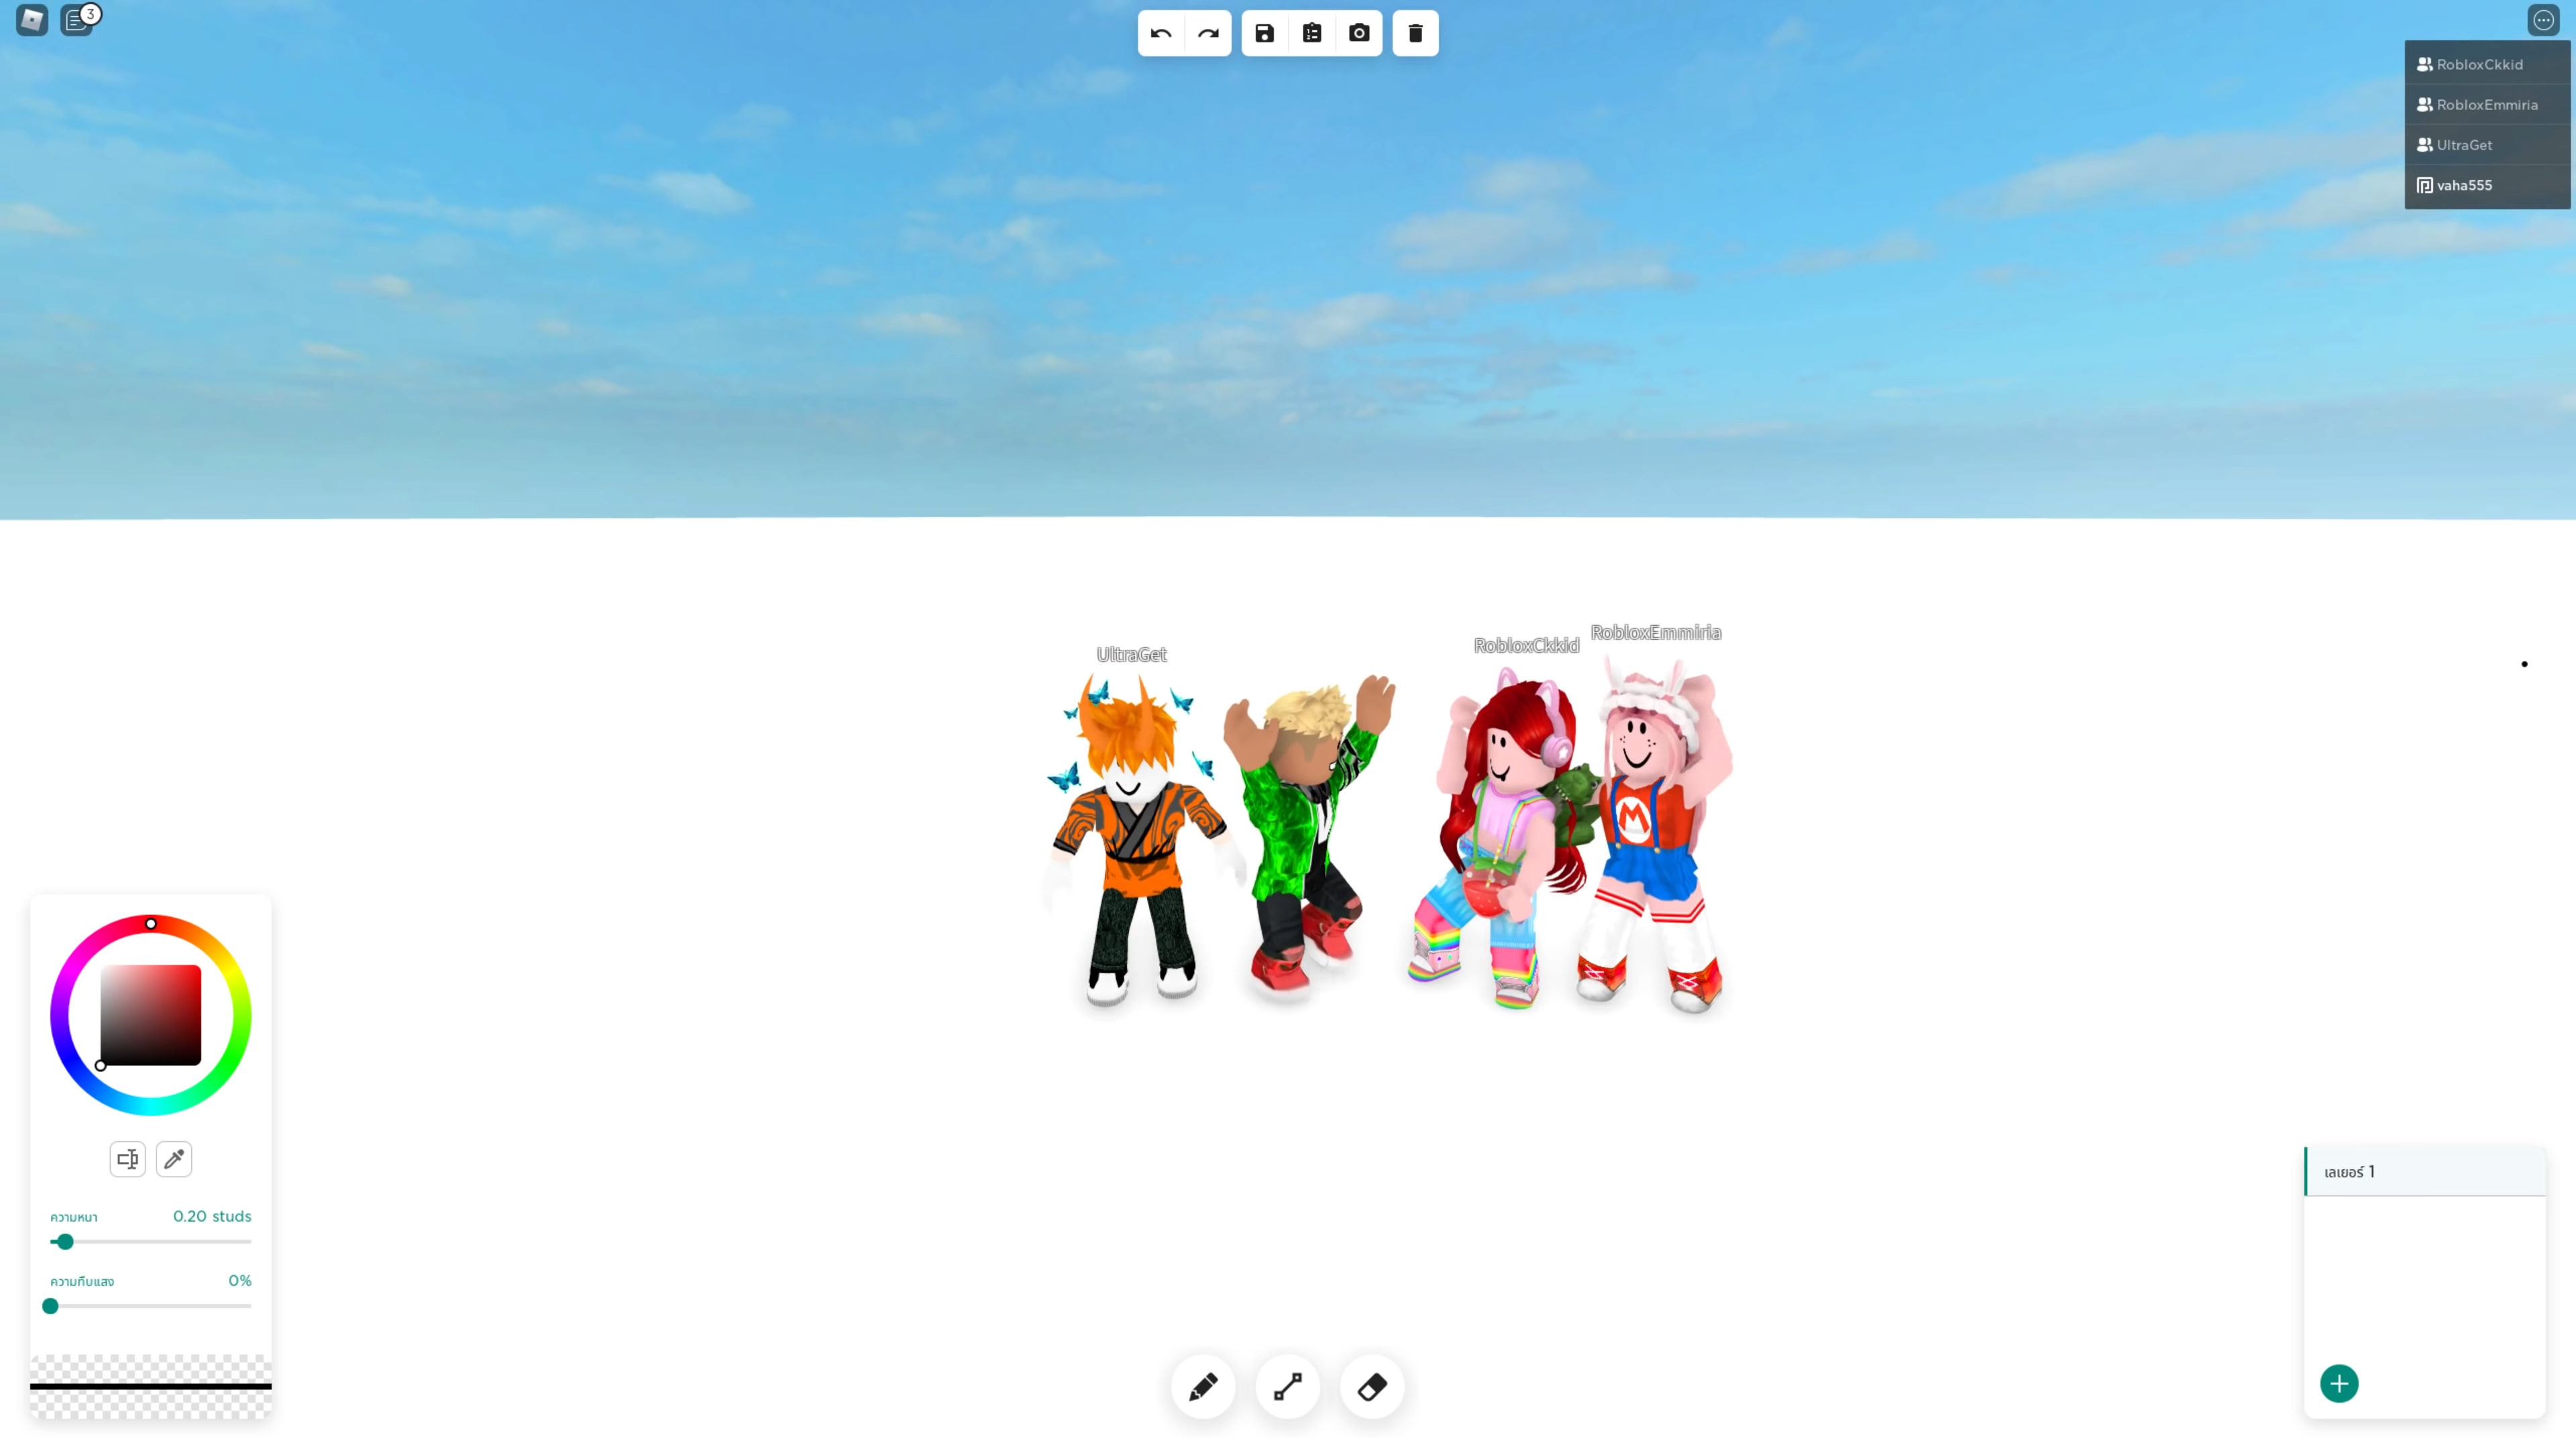 3
RobloxCkkid
RobloxEmmiria
UltraGet
vaha555
RobloxEmmiria
RobloxCkkid
UltraGet
M
ความหนา 0.20 studs
ความทึบแสง 0%
เลเยอร์ 1